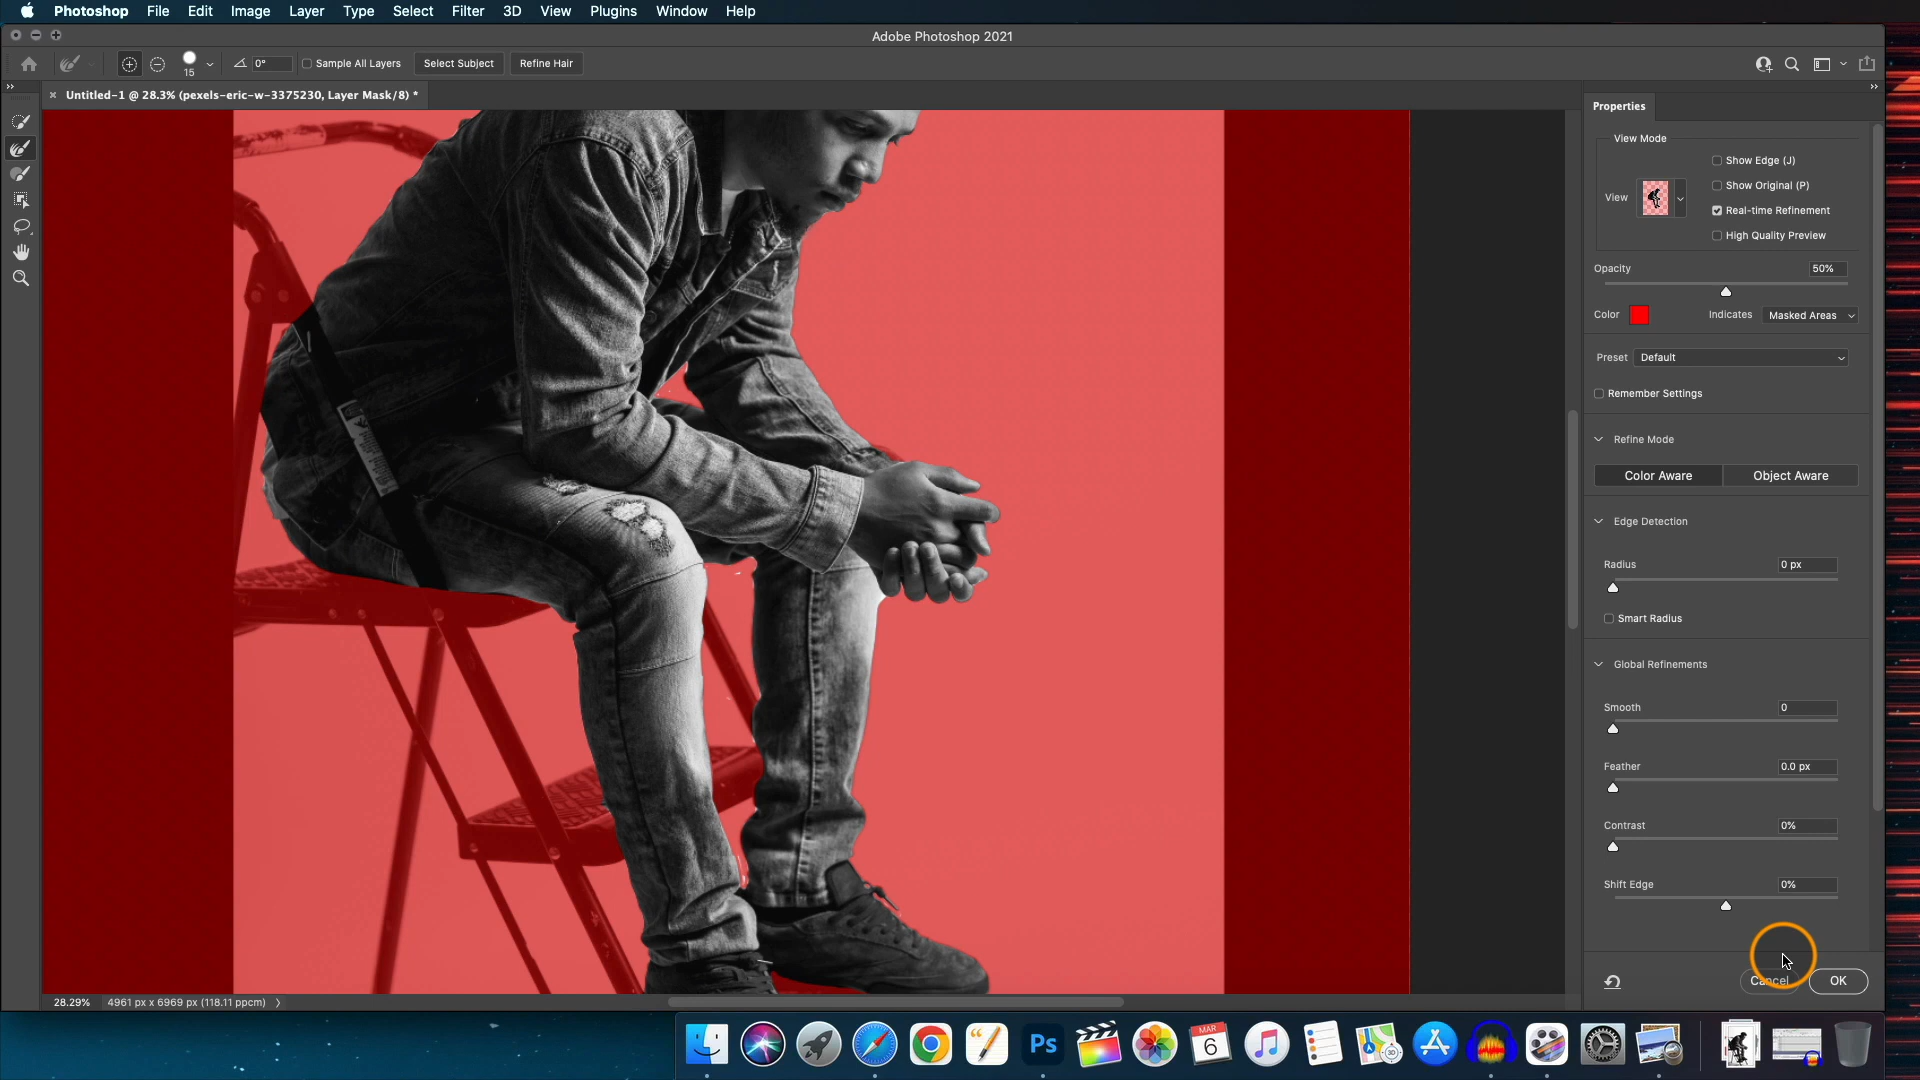 Photoshop File Edit Image Layer Type Select Filter 3D View Plugins Window Help
Adobe Photoshop 2021
15 0° Sample All Layers Select Subject Refine Hair
Untitled-1 @ 28.3% (pexels-eric-w-3375230, Layer Mask/8) *
Properties
View Mode
Show Edge (J)
Show Original (P)
View
Real-time Refinement
High Quality Preview
Opacity 50%
Color Indicates Masked Areas
Preset Default
Remember Settings
Refine Mode
Color Aware Object Aware
Edge Detection
Radius 0 px
Smart Radius
Global Refinements
Smooth 0
Feather 0.0 px
Contrast 0%
Shift Edge 0%
Cancel OK
28.29% 4961 px x 6969 px (118.11 ppcm)
Ps MAR 6